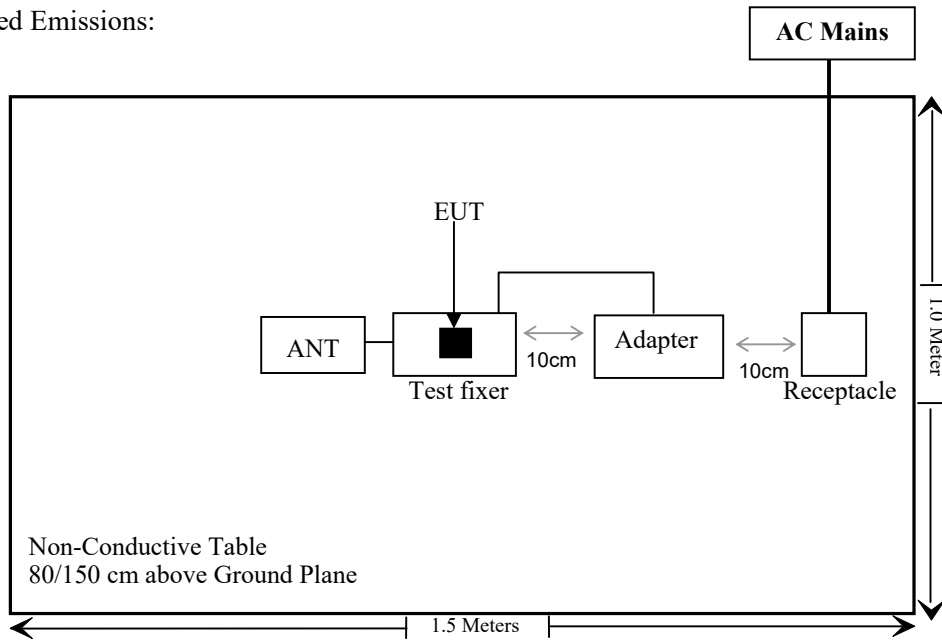 Emissions:
AC Mains
EUT
ANT
Adapter
10cm
10cm
Test fixer
Receptacle
1.0 Meter
Non-Conductive Table
80/150 cm above Ground Plane
1.5 Meters